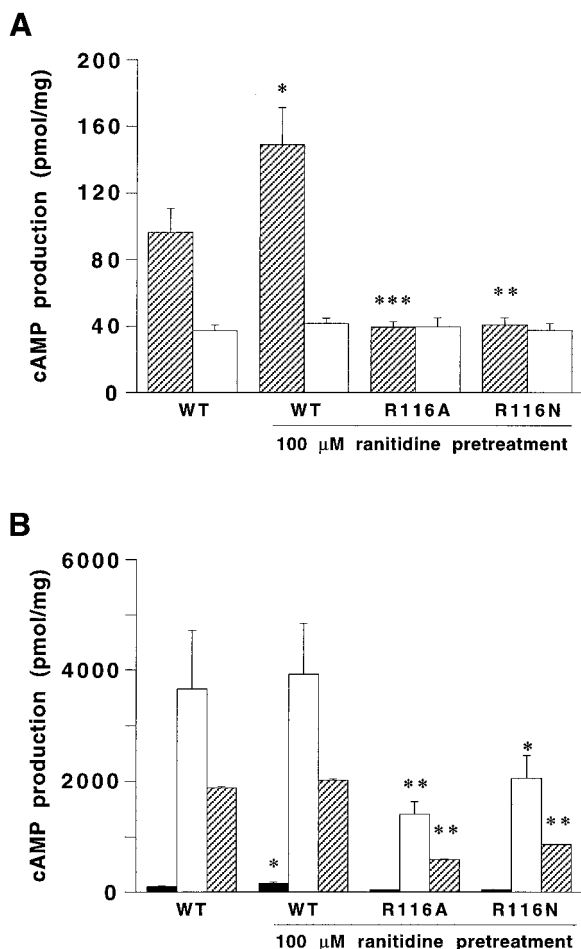 A
cAMP production (pmol/mg)
200
160
120
80
40
0
*
***
**
WT WT R116A R116N
100 μM ranitidine pretreatment
B
cAMP production (pmol/mg)
6000
4000
2000
0
*
**
**
*
**
WT WT R116A R116N
100 μM ranitidine pretreatment